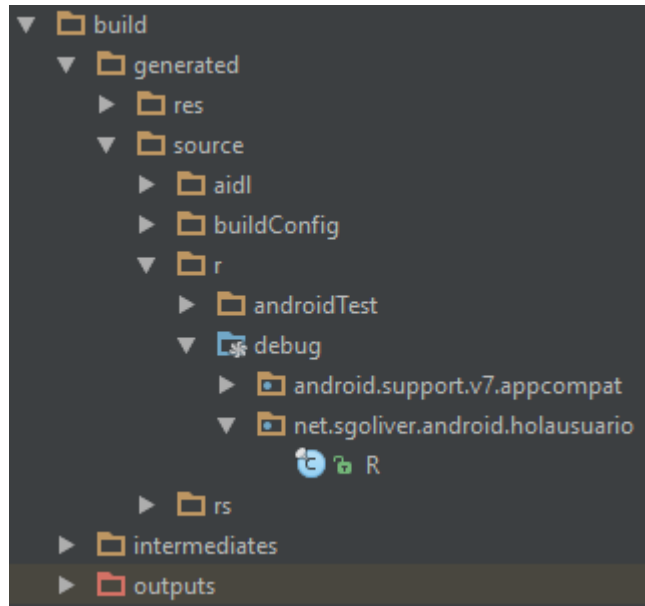 build
generated
res
source
aidl
buildConfig
r
androidTest
debug
android.support.v7.appcompat
net.sgoliver.android.holausuario
R
rs
intermediates
outputs